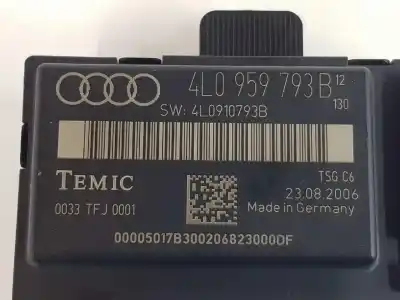 4L0 959 793 B 12
130
SW: 4L0910793B
TEMIC
TSG C6
23.08.2006
0033 TFJ 0001
Made in Germany
00005017B300206823000DF